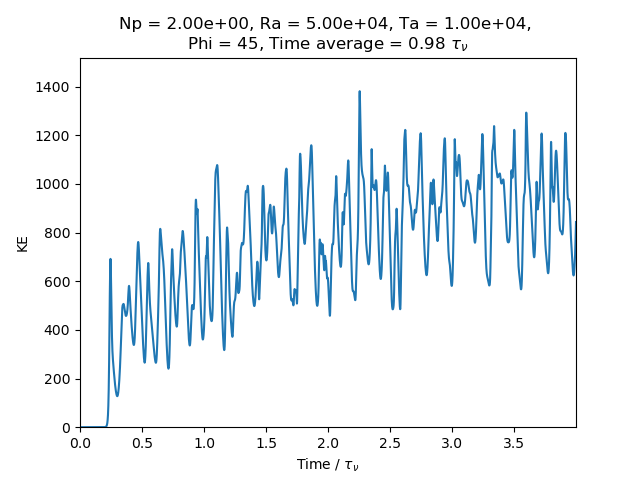 Np = 2.00e+00, Ra = 5.00e+04, Ta = 1.00e+04,
Phi = 45, Time average = 0.98 τν
1400
1200
1000
800
600
400
200
0
KE
0.0 0.5 1.0 1.5 2.0 2.5 3.0 3.5
Time / τν